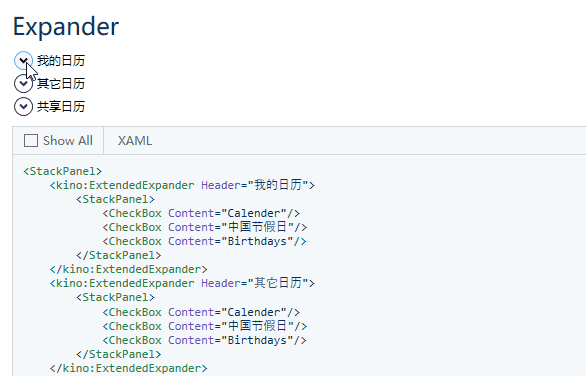 Expander
我的日历
其它日历
共享日历
Show All XAML
<StackPanel>
<kino:ExtendedExpander Header="我的日历">
<StackPanel>
<CheckBox Content="Calender"/>
<CheckBox Content="中国节假日"/>
<CheckBox Content="Birthdays"/>
</StackPanel>
</kino:ExtendedExpander>
<kino:ExtendedExpander Header="其它日历">
<StackPanel>
<CheckBox Content="Calender"/>
<CheckBox Content="中国节假日"/>
<CheckBox Content="Birthdays"/>
</StackPanel>
</kino:ExtendedExpander>